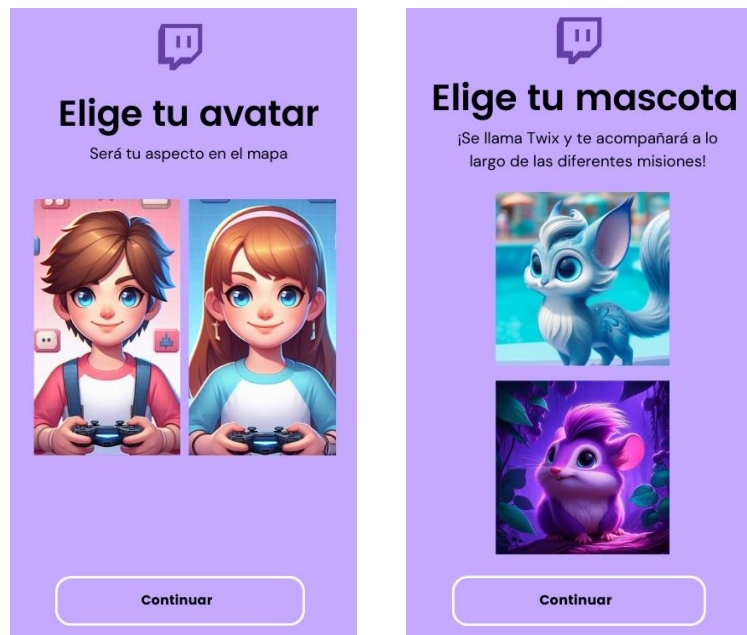 Elige tu avatar
Será tu aspecto en el mapa
Continuar
Elige tu mascota
¡Se llama Twix y te acompañará a lo
largo de las diferentes misiones!
Continuar